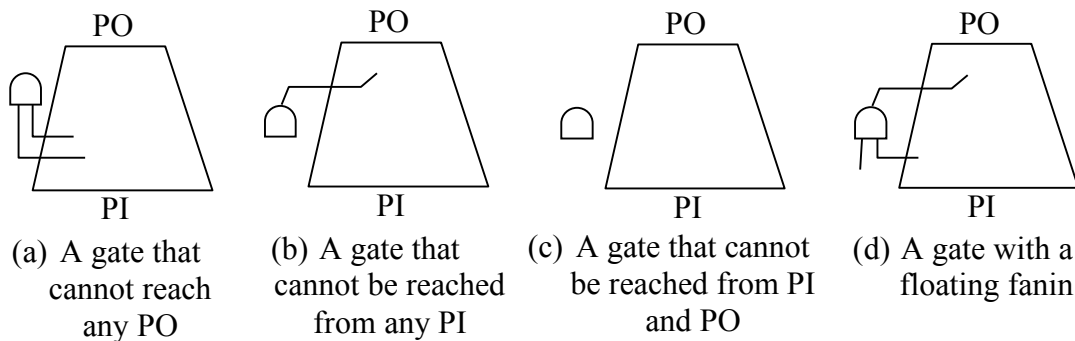 PO
PI
(a) A gate that
cannot reach
any PO
PO
PI
(b) A gate that
cannot be reached
from any PI
PO
PI
(c) A gate that cannot
be reached from PI
and PO
PO
PI
(d) A gate with a
floating fanin